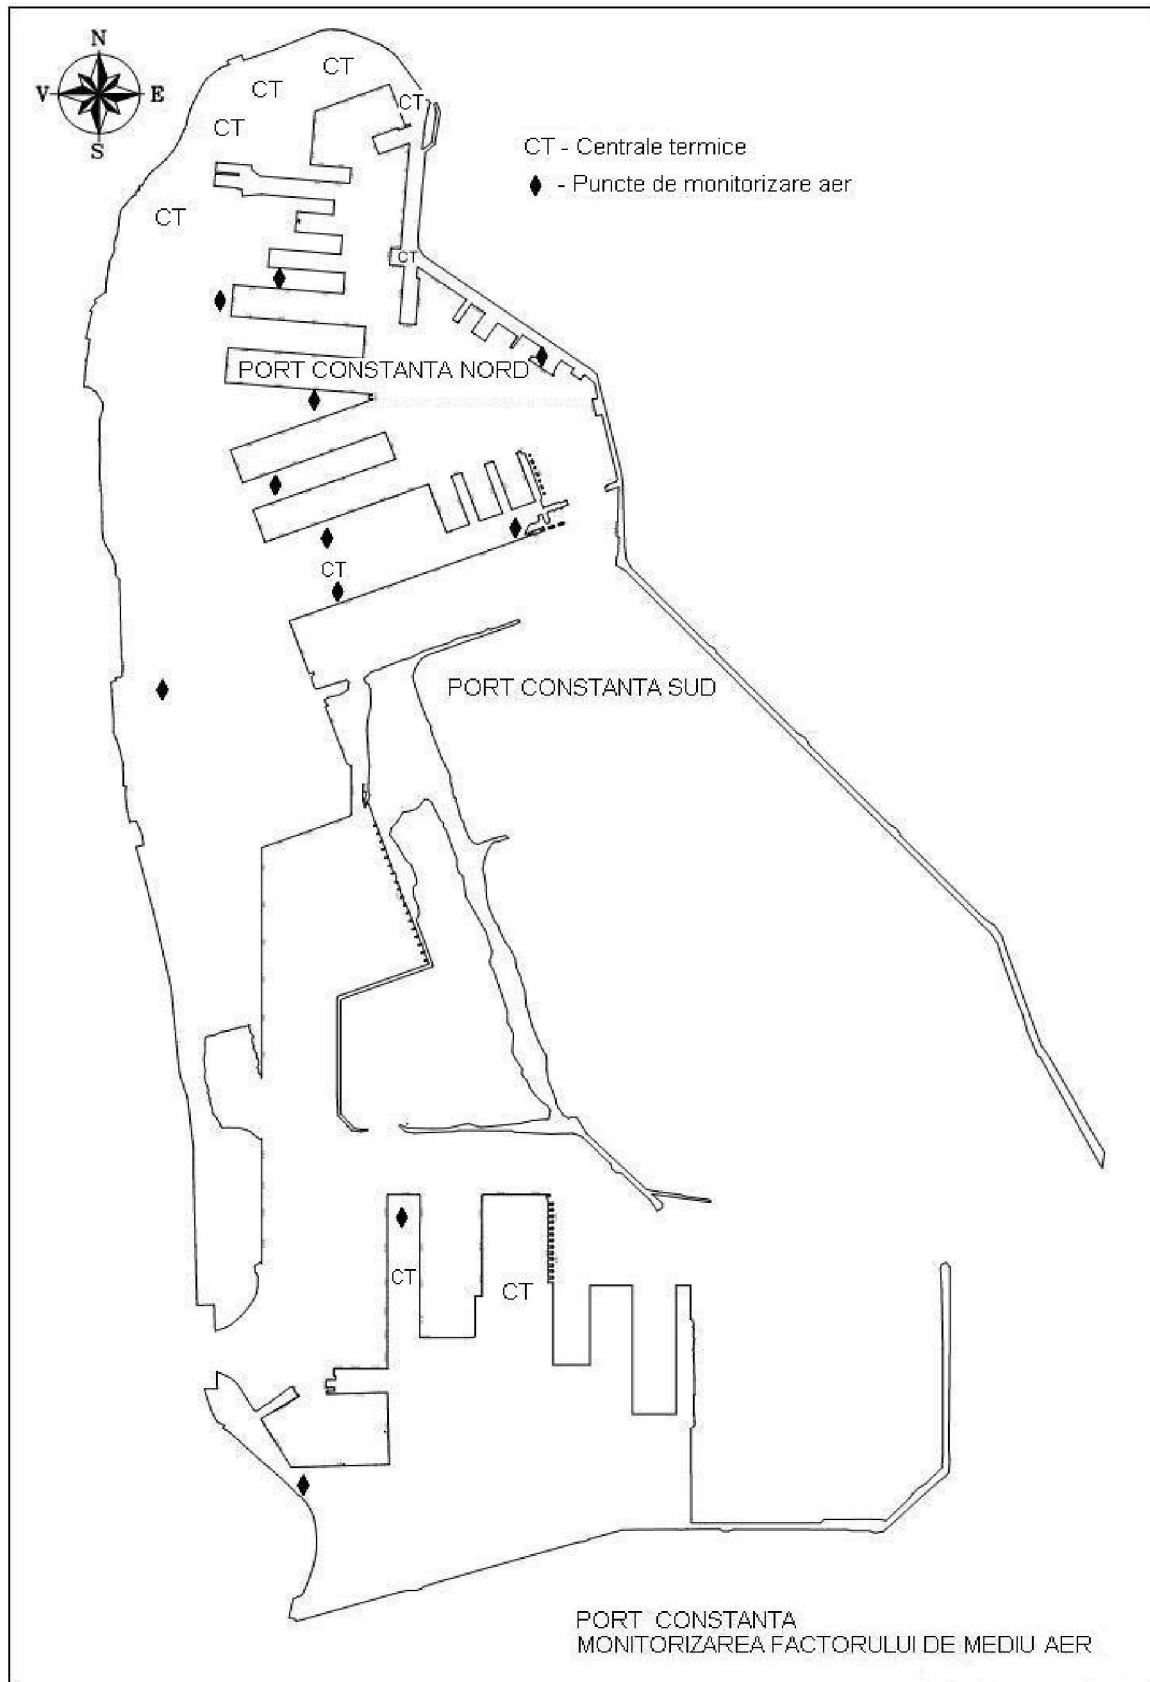 N
V E
S
CT
CT
CT
CT
CT
CT - Centrale termice
- Puncte de monitorizare aer
CT
PORT CONSTANTA NORD
CT
PORT CONSTANTA SUD
CT
CT
PORT CONSTANTA
MONITORIZAREA FACTORULUI DE MEDIU AER